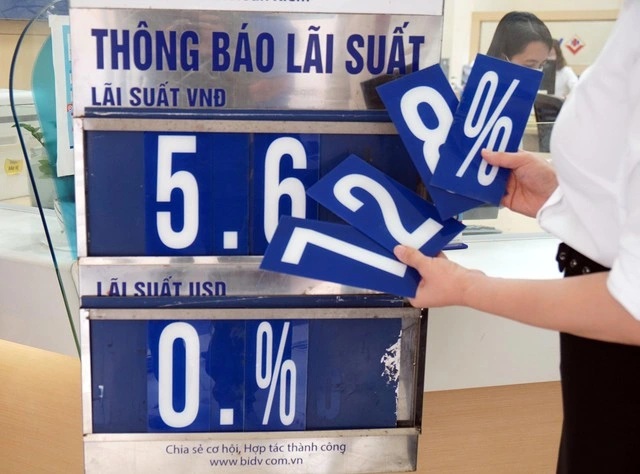 THÔNG BÁO LÃI SUẤT
LÃI SUẤT VNĐ
5.6
8
%
2
1
LÃI SUẤT USD
0.%
Chia sẻ cơ hội, Hợp tác thành công
www.bidv.com.vn